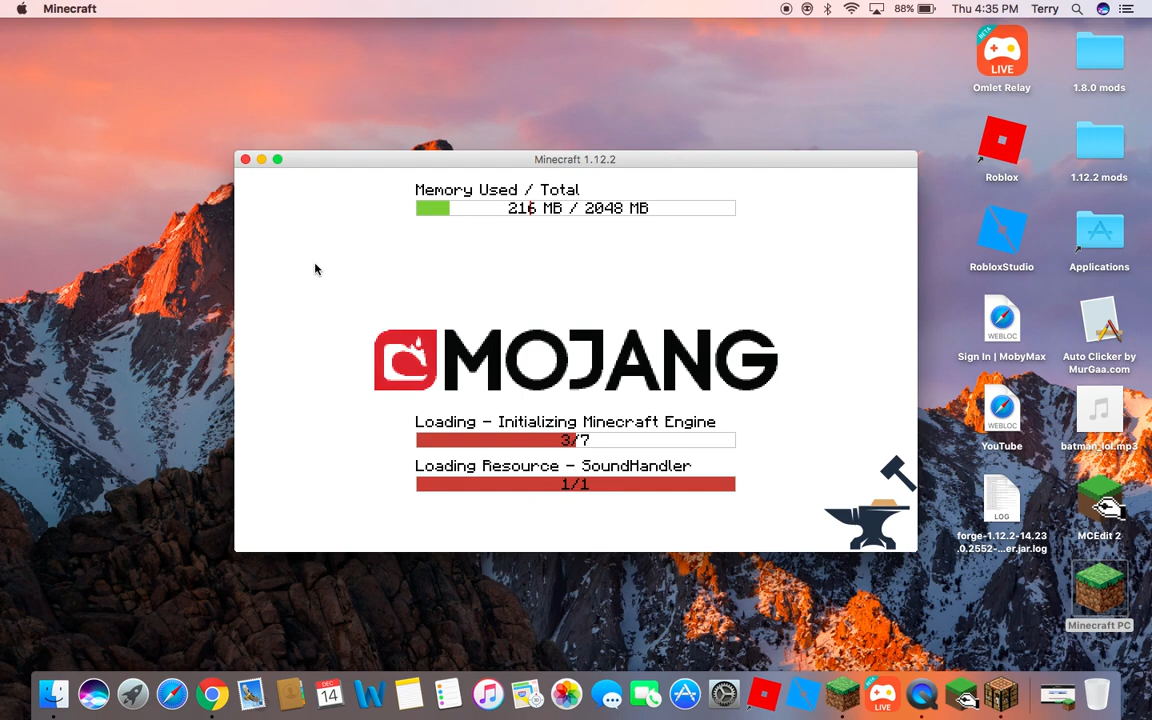 Minecraft
88%
Thu 4:35 PM
Terry
Minecraft 1.12.2
Memory Used / Total
216 MB / 2048 MB
MOJANG
Loading - Initializing Minecraft Engine
3/7
Loading Resource - SoundHandler
1/1
BETA
LIVE
Omlet Relay
1.8.0 mods
Roblox
1.12.2 mods
RobloxStudio
Applications
WEBLOC
Sign In | MobyMax
Auto Clicker by
MurGaa.com
WEBLOC
YouTube
batman_lol.mp3
LOG
forge-1.12.2-14.23
.0.2552-...er.jar.log
MCEdit 2
Minecraft PC
DEC
14
LIVE